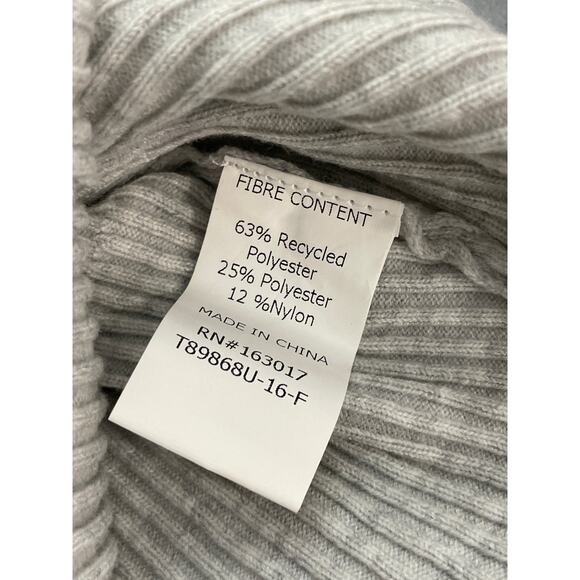 FIBRE CONTENT
63% Recycled
Polyester
25% Polyester
12 %Nylon
MADE IN CHINA
RN#163017
T89868U-16-F